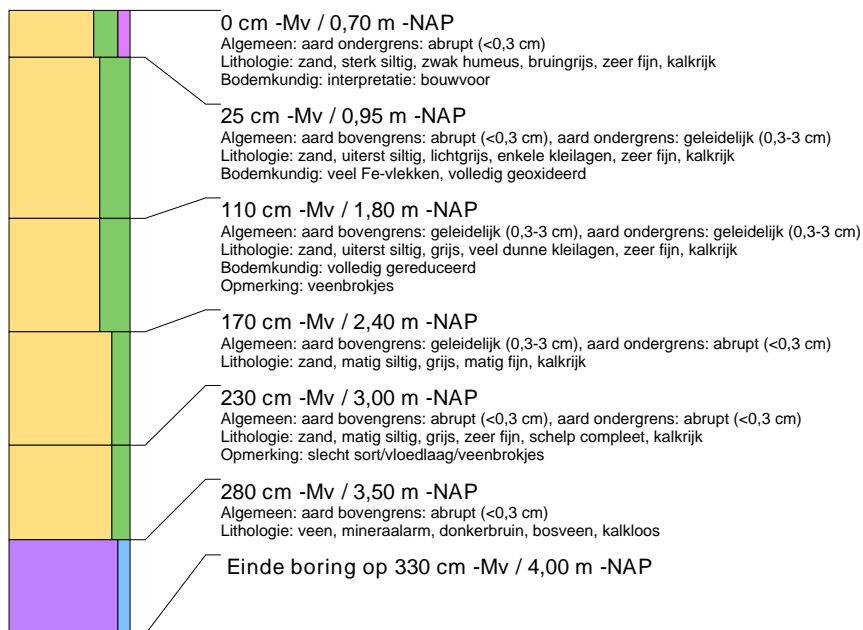 0 cm -Mv / 0,70 m -NAP
Algemeen: aard ondergrens: abrupt (<0,3 cm)
Lithologie: zand, sterk siltig, zwak humeus, bruingrijs, zeer fijn, kalkrijk
Bodemkundig: interpretatie: bouwvoor
25 cm -Mv / 0,95 m -NAP
Algemeen: aard bovengrens: abrupt (<0,3 cm), aard ondergrens: geleidelijk (0,3-3 cm)
Lithologie: zand, uiterst siltig, lichtgrijs, enkele kleilagen, zeer fijn, kalkrijk
Bodemkundig: veel Fe-vlekken, volledig geoxideerd
110 cm -Mv / 1,80 m -NAP
Algemeen: aard bovengrens: geleidelijk (0,3-3 cm), aard ondergrens: geleidelijk (0,3-3 cm)
Lithologie: zand, uiterst siltig, grijs, veel dunne kleilagen, zeer fijn, kalkrijk
Bodemkundig: volledig gereduceerd
Opmerking: veenbrokjes
170 cm -Mv / 2,40 m -NAP
Algemeen: aard bovengrens: geleidelijk (0,3-3 cm), aard ondergrens: abrupt (<0,3 cm)
Lithologie: zand, matig siltig, grijs, matig fijn, kalkrijk
230 cm -Mv / 3,00 m -NAP
Algemeen: aard bovengrens: abrupt (<0,3 cm), aard ondergrens: abrupt (<0,3 cm)
Lithologie: zand, matig siltig, grijs, zeer fijn, schelp compleet, kalkrijk
Opmerking: slecht sort/vloedlaag/veenbrokjes
280 cm -Mv / 3,50 m -NAP
Algemeen: aard bovengrens: abrupt (<0,3 cm)
Lithologie: veen, mineraalarm, donkerbruin, bosveen, kalkloos
Einde boring op 330 cm -Mv / 4,00 m -NAP